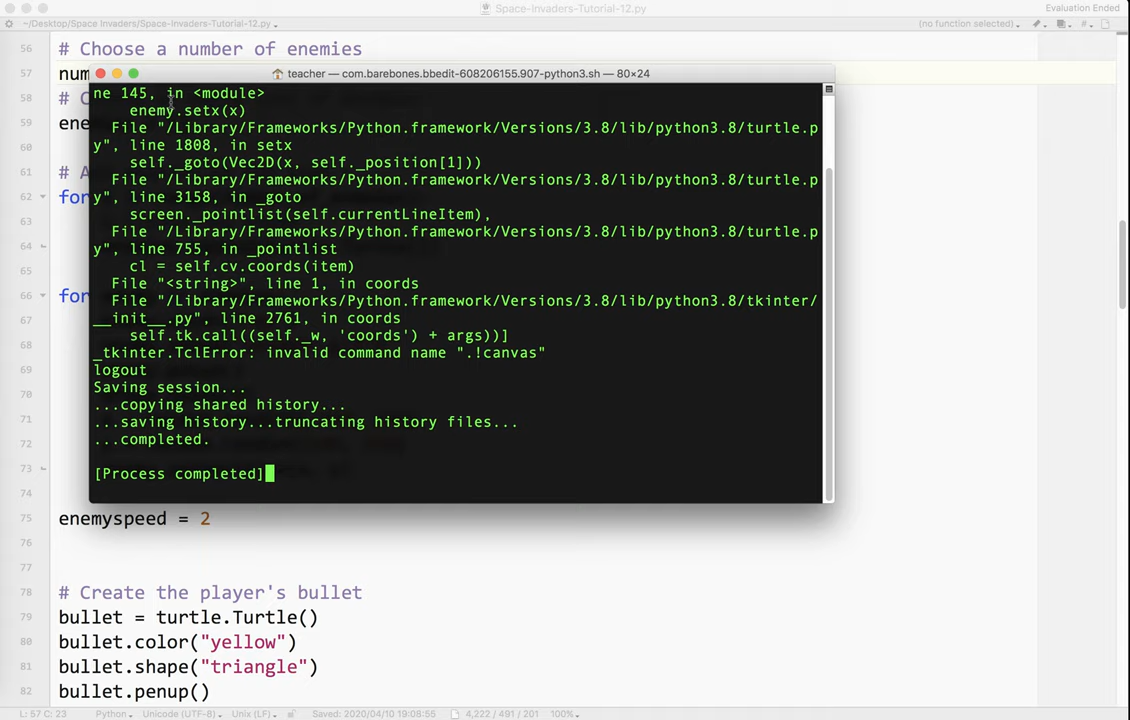 Space-Invaders-Tutorial-12.py
Evaluation Ended
~/Desktop/Space Invaders/Space-Invaders-Tutorial-12.py
(no function selected)
56 # Choose a number of enemies
57 num
58 # C
59 ene
60
61 # A
62 for
63
64
65
66 for
67
68
69
70
71
72
73
74
75 enemyspeed = 2
76
77
78 # Create the player's bullet
79 bullet = turtle.Turtle()
80 bullet.color("yellow")
81 bullet.shape("triangle")
82 bullet.penup()
teacher — com.barebones.bbedit-608206155.907-python3.sh — 80×24
ne 145, in <module>
enemy.setx(x)
File "/Library/Frameworks/Python.framework/Versions/3.8/lib/python3.8/turtle.p
y", line 1808, in setx
self._goto(Vec2D(x, self._position[1]))
File "/Library/Frameworks/Python.framework/Versions/3.8/lib/python3.8/turtle.p
y", line 3158, in _goto
screen._pointlist(self.currentLineItem),
File "/Library/Frameworks/Python.framework/Versions/3.8/lib/python3.8/turtle.p
y", line 755, in _pointlist
cl = self.cv.coords(item)
File "<string>", line 1, in coords
File "/Library/Frameworks/Python.framework/Versions/3.8/lib/python3.8/tkinter/
__init__.py", line 2761, in coords
self.tk.call((self._w, 'coords') + args))]
_tkinter.TclError: invalid command name ".!canvas"
logout
Saving session...
...copying shared history...
...saving history...truncating history files...
...completed.
[Process completed]
L: 57 C: 23 Python Unicode (UTF-8) Unix (LF) Saved: 2020/04/10 19:08:55 4,222 / 491 / 201 100%